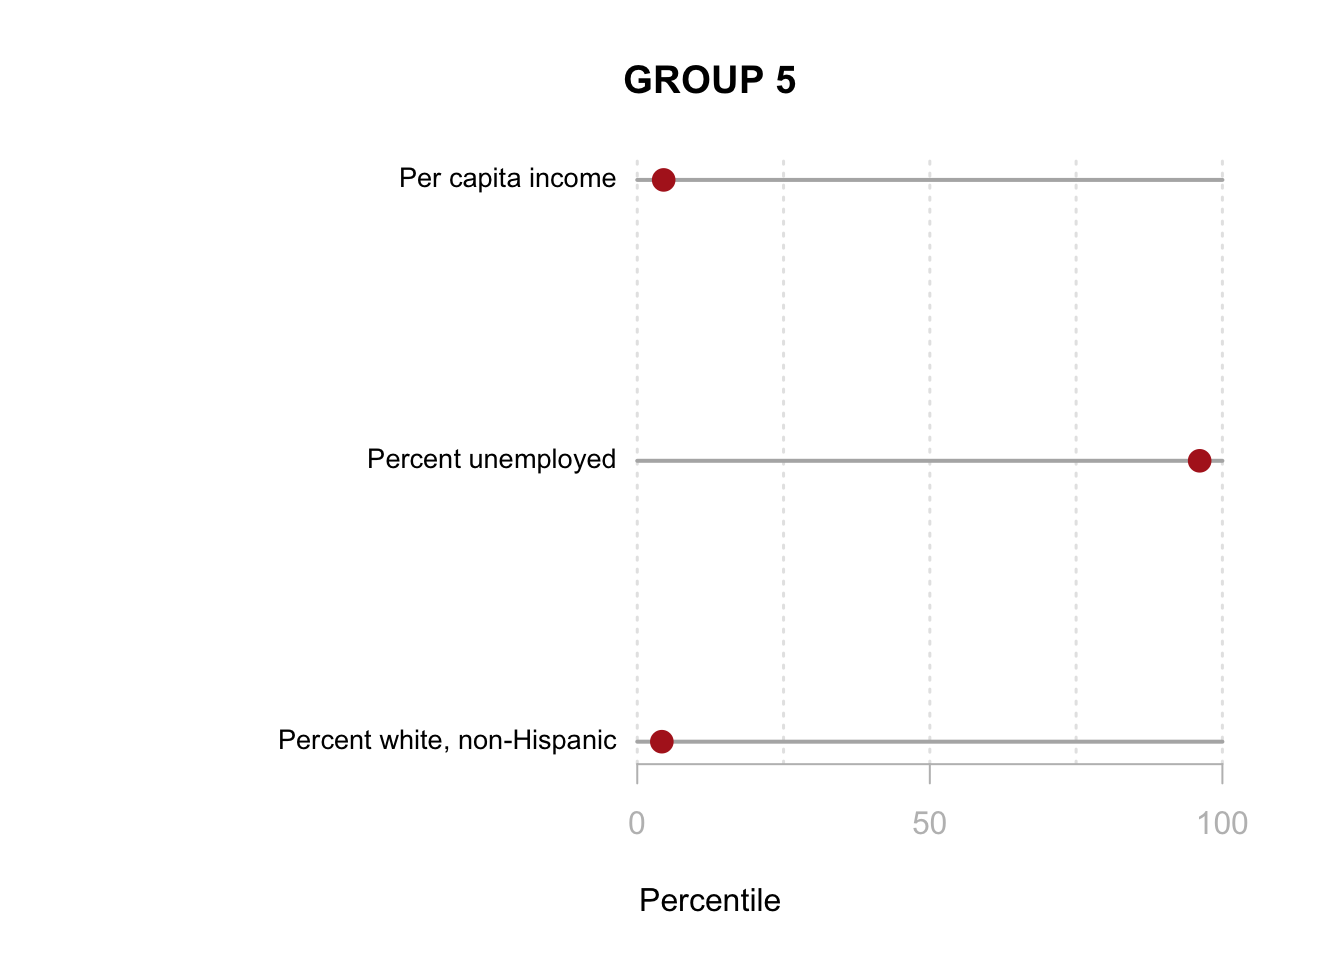 GROUP 5
Per capita income
Percent unemployed
Percent white, non-Hispanic
0 50 100
Percentile